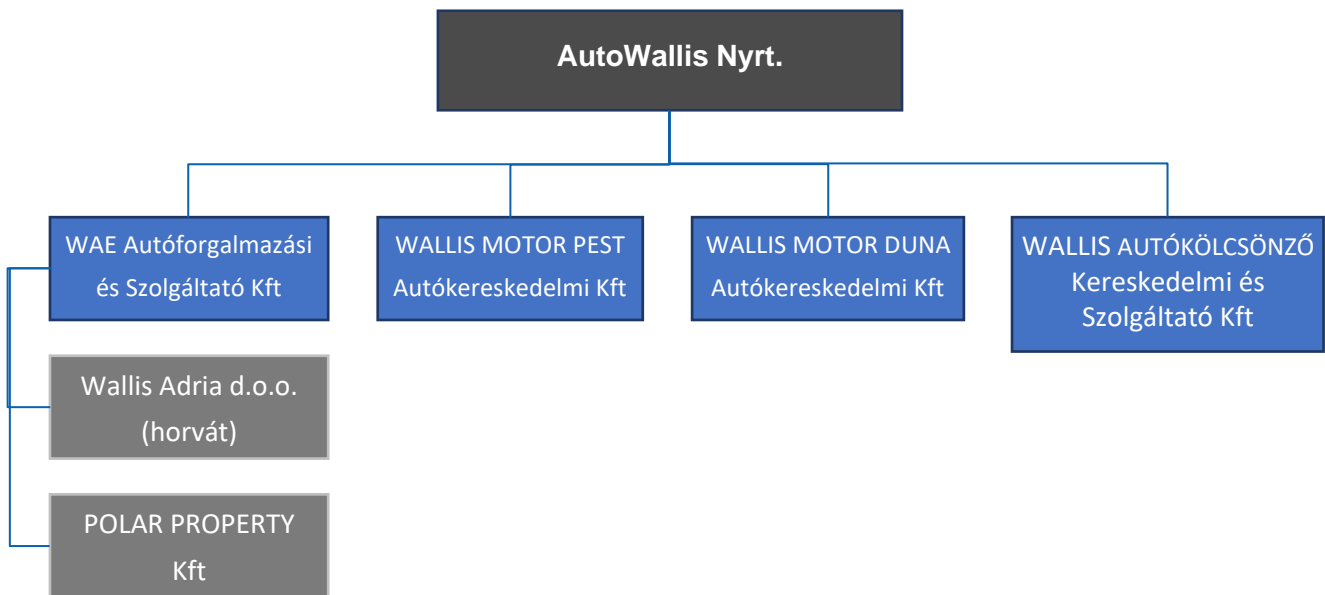 AutoWallis Nyrt.
WAE Autóforgalmazási
és Szolgáltató Kft
WALLIS MOTOR PEST
Autókereskedelmi Kft
WALLIS MOTOR DUNA
Autókereskedelmi Kft
WALLIS AUTÓKÖLCSÖNZŐ
Kereskedelmi és
Szolgáltató Kft
Wallis Adria d.o.o.
(horvát)
POLAR PROPERTY
Kft